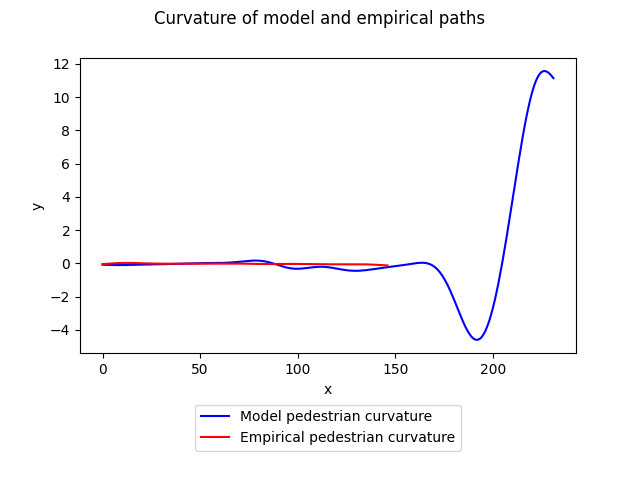 Curvature of model and empirical paths
12
10
8
6
4
2
0
−2
−4
y
0 50 100 150 200
x
Model pedestrian curvature
Empirical pedestrian curvature